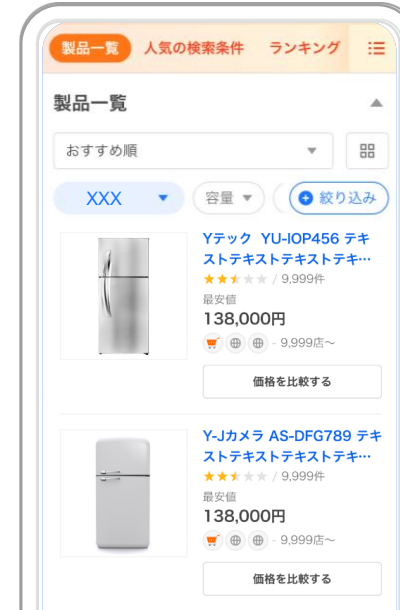 製品一覧 人気の検索条件 ランキング
製品一覧
おすすめ順
XXX 容量 絞り込み
Yテック YU-IOP456 テキ
ストテキストテキストテキ…
/ 9,999件
最安値
138,000円
- 9,999店～
価格を比較する
Y-Jカメラ AS-DFG789 テキ
ストテキストテキストテキ…
/ 9,999件
最安値
138,000円
- 9,999店～
価格を比較する